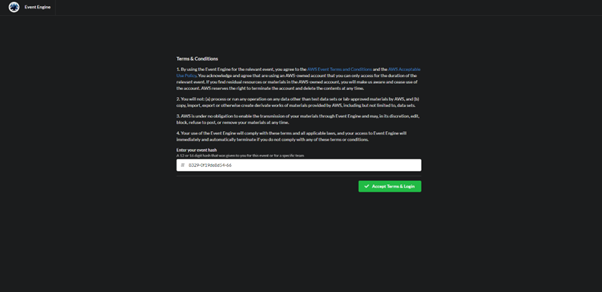 Event Engine
Terms & Conditions
1. By using the Event Engine for the relevant event, you agree to the AWS Event Terms and Conditions and the AWS Acceptable
Use Policy. You acknowledge and agree that are using an AWS-owned account that you can only access for the duration of the
relevant event. If you find residual resources or materials in the AWS-owned account, you will make us aware and cease use of
the account. AWS reserves the right to terminate the account and delete the contents at any time.
2. You will not: (a) process or run any operation on any data other than test data sets or lab-approved materials by AWS, and (b)
copy, import, export or otherwise create derivate works of materials provided by AWS, including but not limited to, data sets.
3. AWS is under no obligation to enable the transmission of your materials through Event Engine and may, in its discretion, edit,
block, refuse to post, or remove your materials at any time.
4. Your use of the Event Engine will comply with these terms and all applicable laws, and your access to Event Engine will
immediately and automatically terminate if you do not comply with any of these terms or conditions.
Enter your event hash
A 12 or 16 digit hash that was given to you for this event or for a specific team
Accept Terms & Login